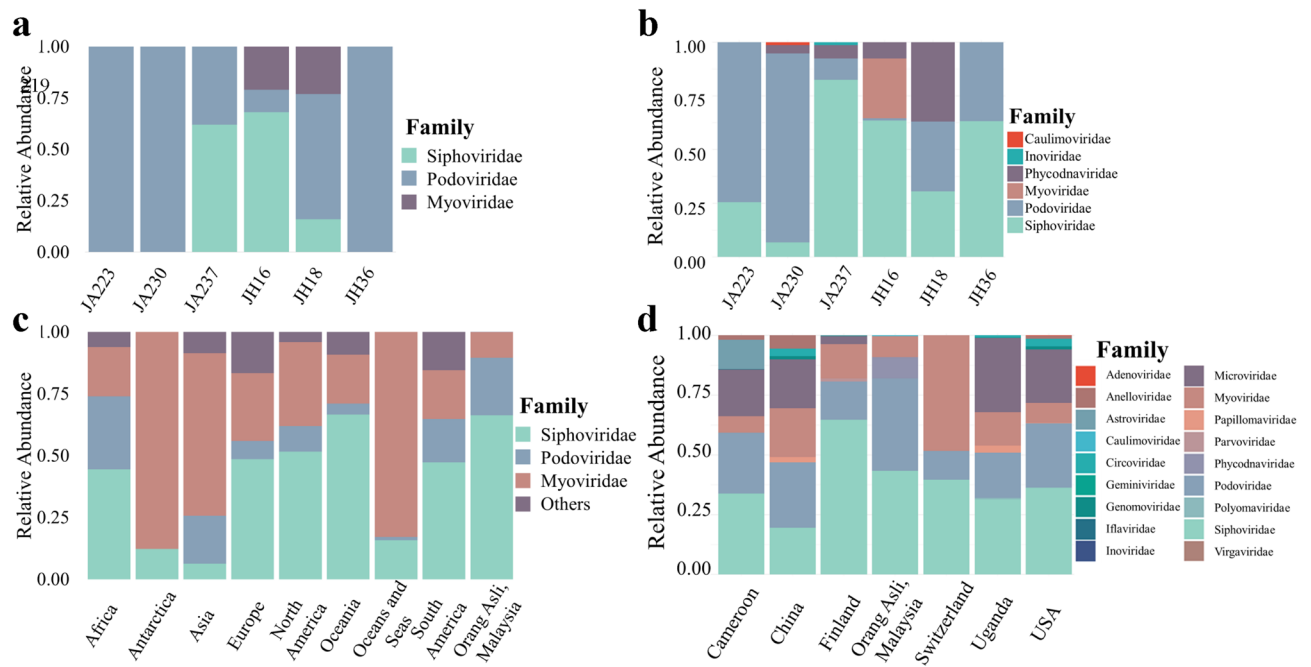 a
1.00
219
0.75
0.50
0.25
0.00
Relative Abundance
JA223
JA230
JA237
JH16
JH18
JH36
Family
Siphoviridae
Podoviridae
Myoviridae
b
1.00
0.75
0.50
0.25
0.00
Relative Abundance
JA223
JA230
JA237
JH16
JH18
JH36
Family
Caulimoviridae
Inoviridae
Phycodnaviridae
Myoviridae
Podoviridae
Siphoviridae
c
1.00
0.75
0.50
0.25
0.00
Relative Abundance
Africa
Antarctica
Asia
Europe
North
America
Oceania
Oceans and
Seas
South
America
Orang Asli,
Malaysia
Family
Siphoviridae
Podoviridae
Myoviridae
Others
d
1.00
0.75
0.50
0.25
0.00
Relative Abundance
Cameroon
China
Finland
Orang Asli,
Malaysia
Switzerland
Uganda
USA
Family
Adenoviridae
Anelloviridae
Astroviridae
Caulimoviridae
Circoviridae
Geminiviridae
Genomoviridae
Iflaviridae
Inoviridae
Microviridae
Myoviridae
Papillomaviridae
Parvoviridae
Phycodnaviridae
Podoviridae
Polyomaviridae
Siphoviridae
Virgaviridae